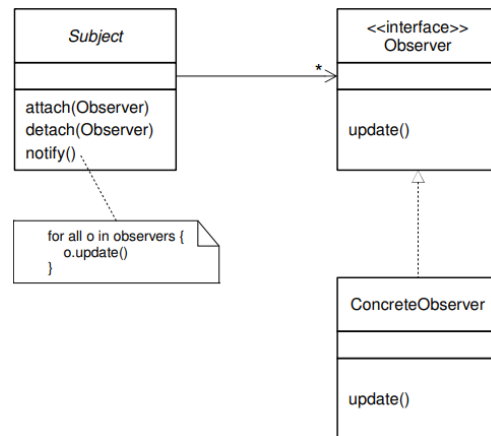 Subject
attach(Observer)
detach(Observer)
notify()
for all o in observers {
o.update()
}
*
<<interface>>
Observer
update()
ConcreteObserver
update()